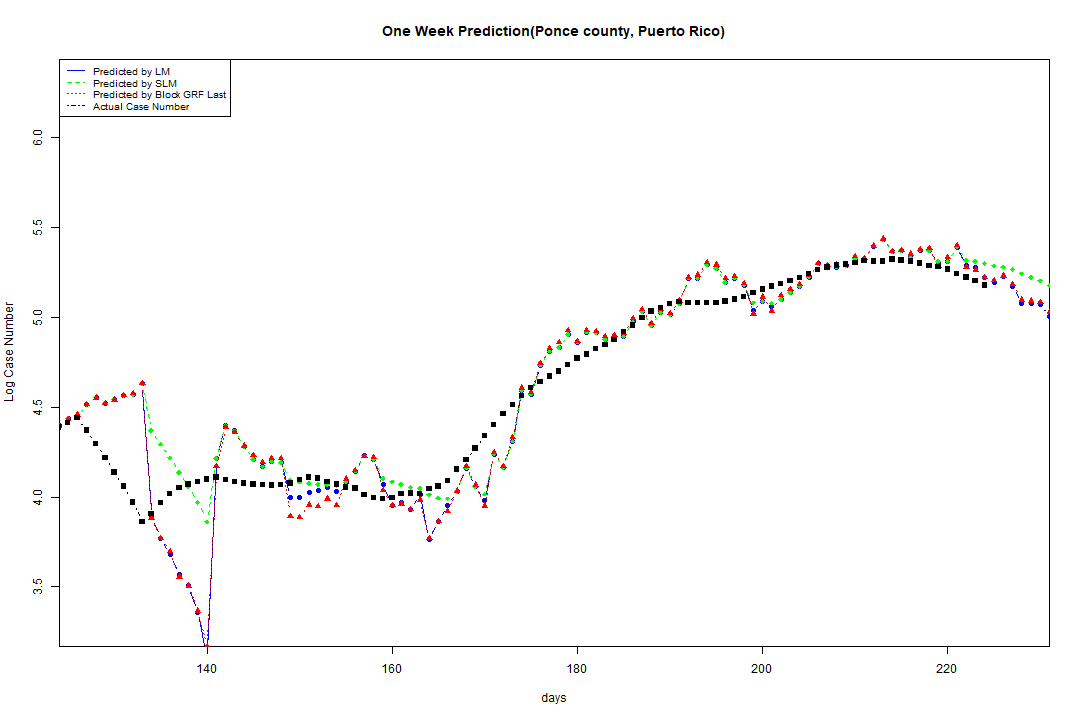 One Week Prediction(Ponce county, Puerto Rico)
Predicted by LM
Predicted by SLM
Predicted by Block GRF Last
Actual Case Number
6.0
5.5
5.0
4.5
4.0
3.5
Log Case Number
140 160 180 200 220
days